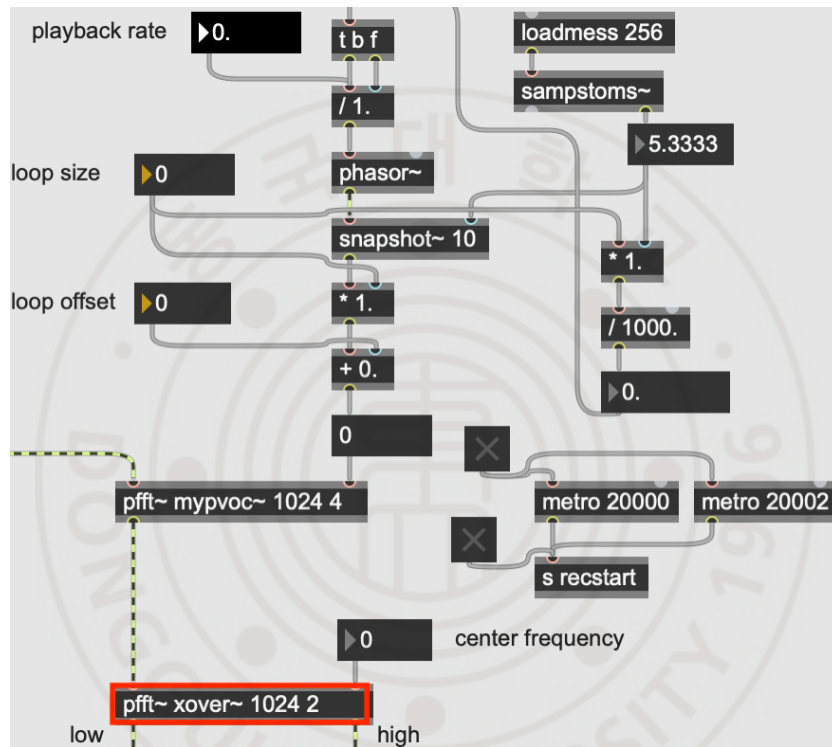 playback rate
0.
t b f
loadmess 256
/ 1.
sampstoms~
5.3333
loop size
0
phasor~
snapshot~ 10
* 1.
loop offset
0
* 1.
/ 1000.
+ 0.
0.
0
pfft~ mypvoc~ 1024 4
metro 20000
metro 20002
s recstart
0
center frequency
pfft~ xover~ 1024 2
low
high